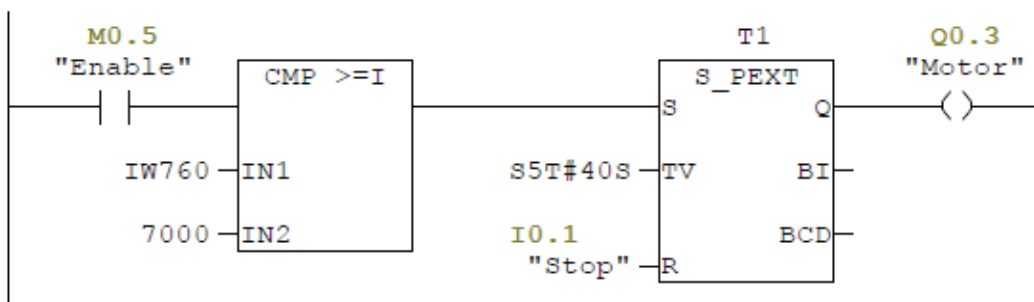 M0.5 T1 Q0.3
"Enable" CMP >=I S_PEXT "Motor"
S Q
IW760 IN1 S5T#40S TV BI
7000 IN2 I0.1 BCD
"Stop" R